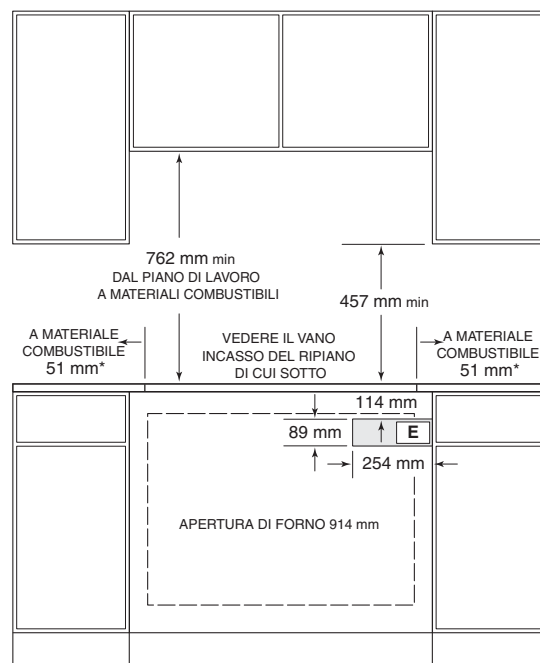 762 mm min
DAL PIANO DI LAVORO
A MATERIALI COMBUSTIBILI
457 mm min
A MATERIALE
COMBUSTIBILE
51 mm*
VEDERE IL VANO
INCASSO DEL RIPIANO
DI CUI SOTTO
A MATERIALE
COMBUSTIBILE
51 mm*
114 mm
89 mm
E
254 mm
APERTURA DI FORNO 914 mm